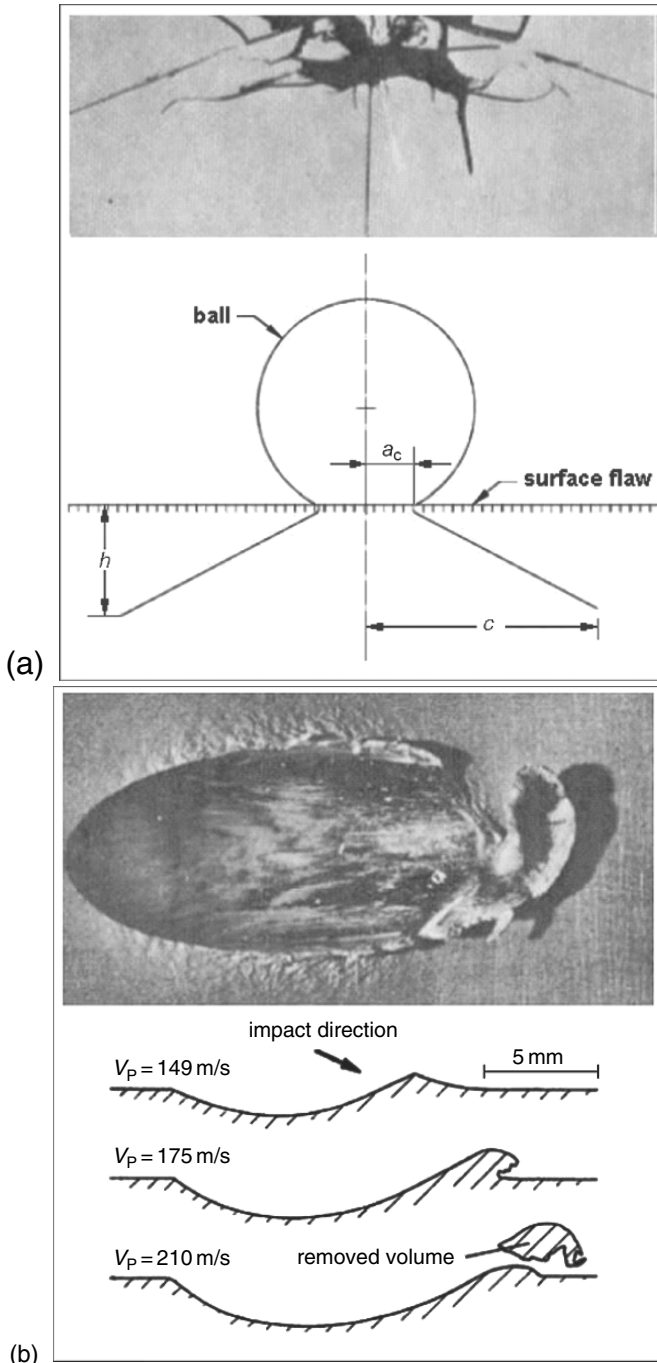 ball
a_c
surface flaw
h
c
(a)
impact direction
V_P = 149 m/s
5 mm
V_P = 175 m/s
removed volume
V_P = 210 m/s
(b)